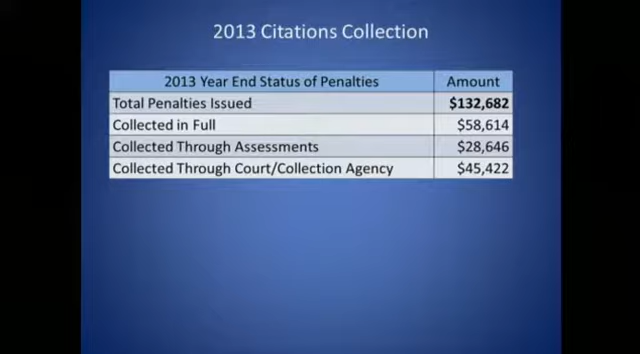 2013 Citations Collection
2013 Year End Status of Penalties Amount
Total Penalties Issued $132,682
Collected in Full $58,614
Collected Through Assessments $28,646
Collected Through Court/Collection Agency $45,422